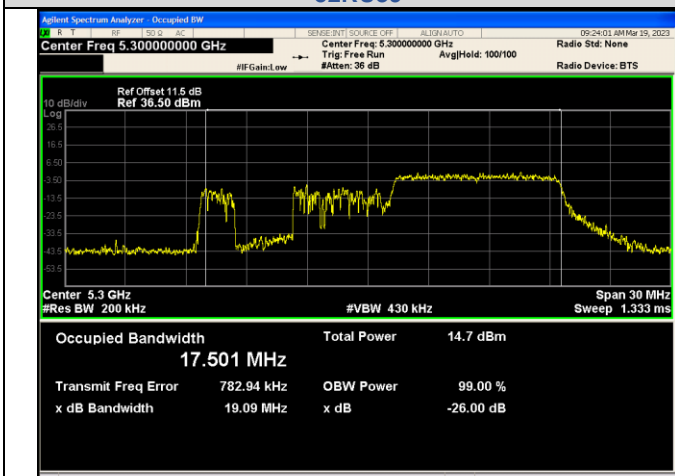 Agilent Spectrum Analyzer - Occupied BW
R T RF 50 Ω AC SENSE:INT SOURCE OFF ALIGN AUTO 09:24:01 AM Mar 19, 2023
Center Freq 5.300000000 GHz Center Freq: 5.300000000 GHz Radio Std: None
Trig: Free Run Avg|Hold: 100/100
#IFGain:Low #Atten: 36 dB Radio Device: BTS
Ref Offset 11.5 dB
10 dB/div Ref 36.50 dBm
Log
26.5
16.5
6.50
-3.50
-13.5
-23.5
-33.5
-43.5
-53.5
Center 5.3 GHz Span 30 MHz
#Res BW 200 kHz #VBW 430 kHz Sweep 1.333 ms
Occupied Bandwidth Total Power 14.7 dBm
17.501 MHz
Transmit Freq Error 782.94 kHz OBW Power 99.00 %
x dB Bandwidth 19.09 MHz x dB -26.00 dB